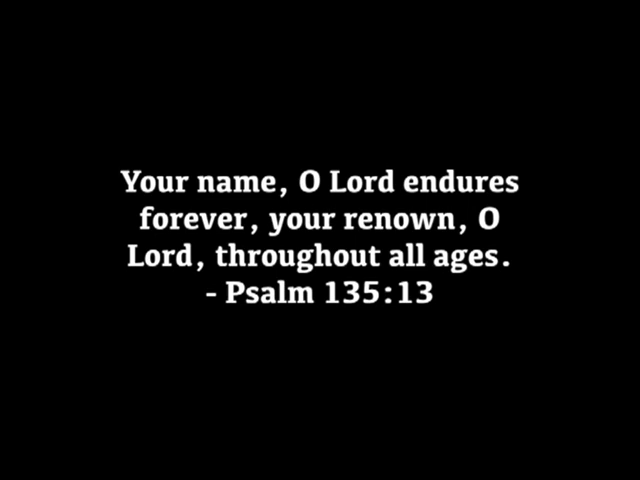 Your name, O Lord endures
forever, your renown, O
Lord, throughout all ages.
- Psalm 135:13